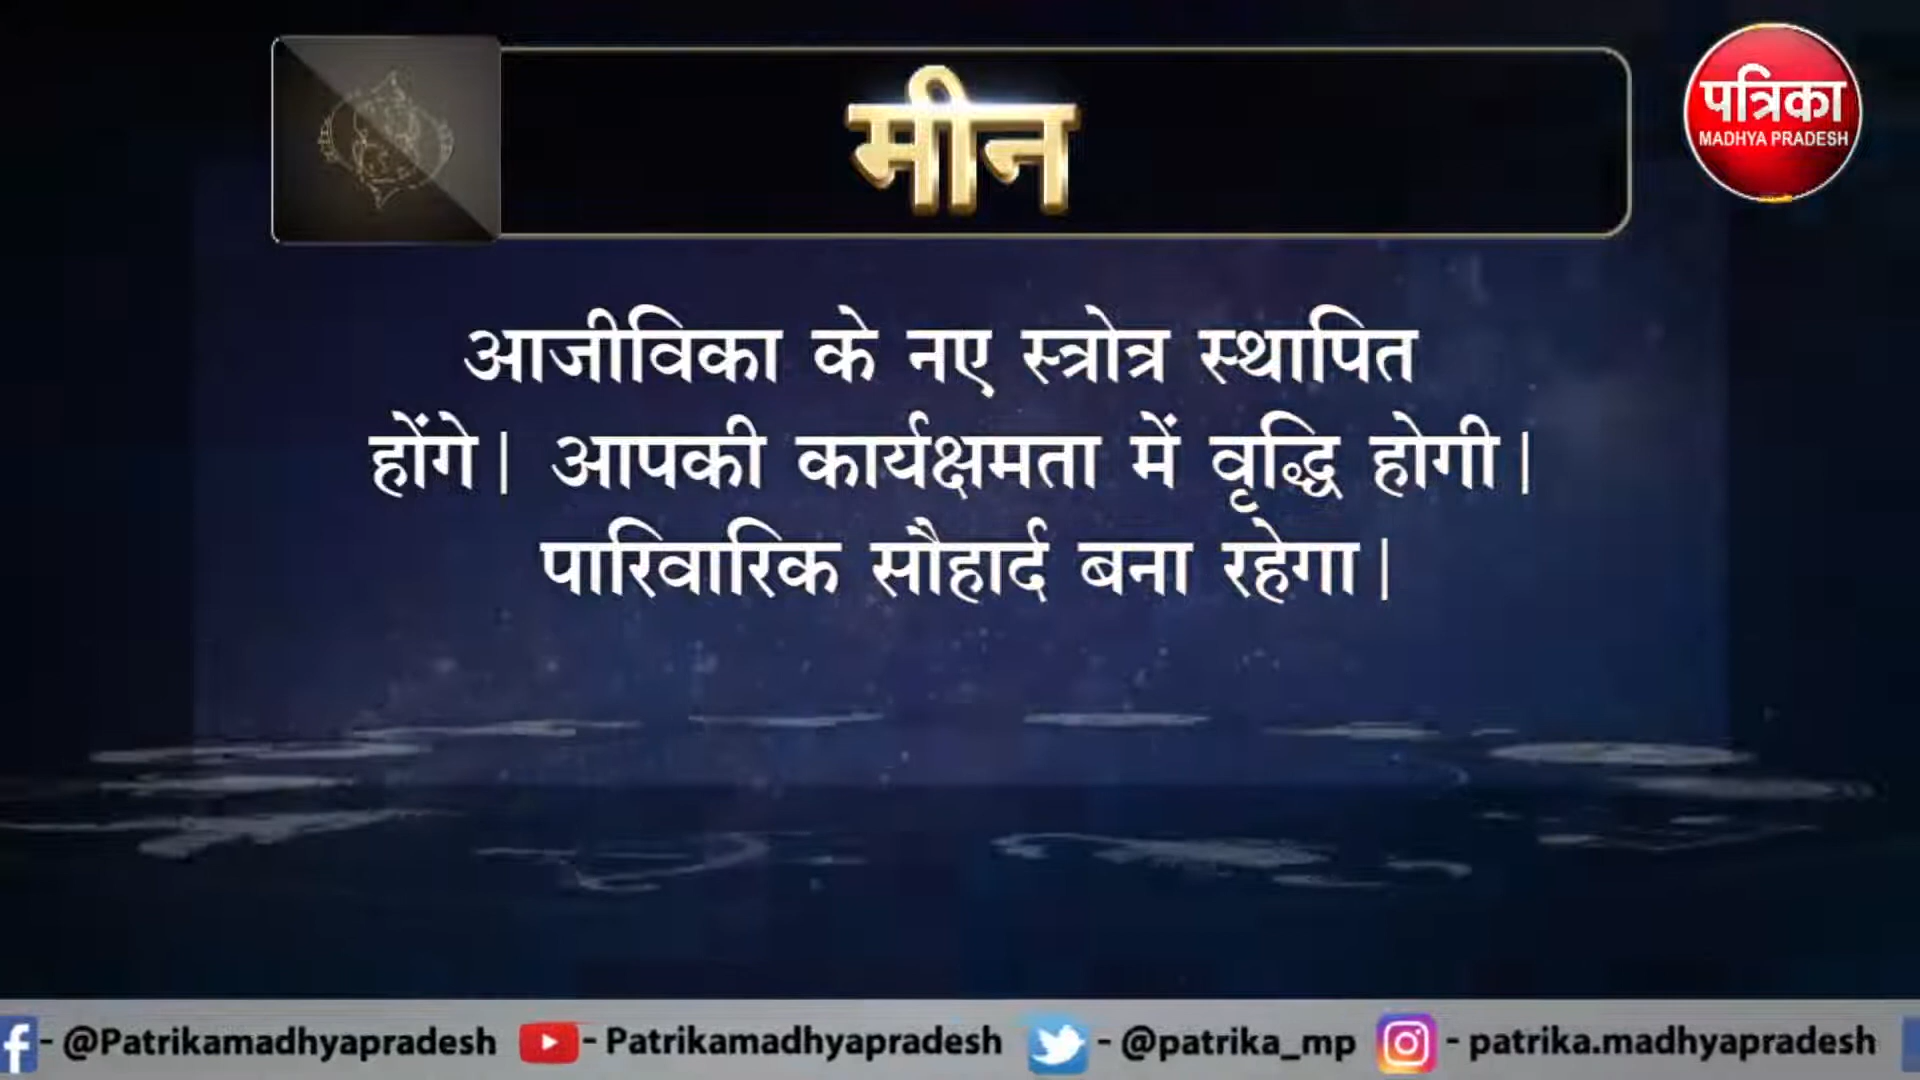 मीन
पत्रिका
MADHYA PRADESH
आजीविका के नए स्त्रोत्र स्थापित
होंगे। आपकी कार्यक्षमता में वृद्धि होगी।
पारिवारिक सौहार्द बना रहेगा।
- @Patrikamadhyapradesh - Patrikamadhyapradesh - @patrika_mp - patrika.madhyapradesh